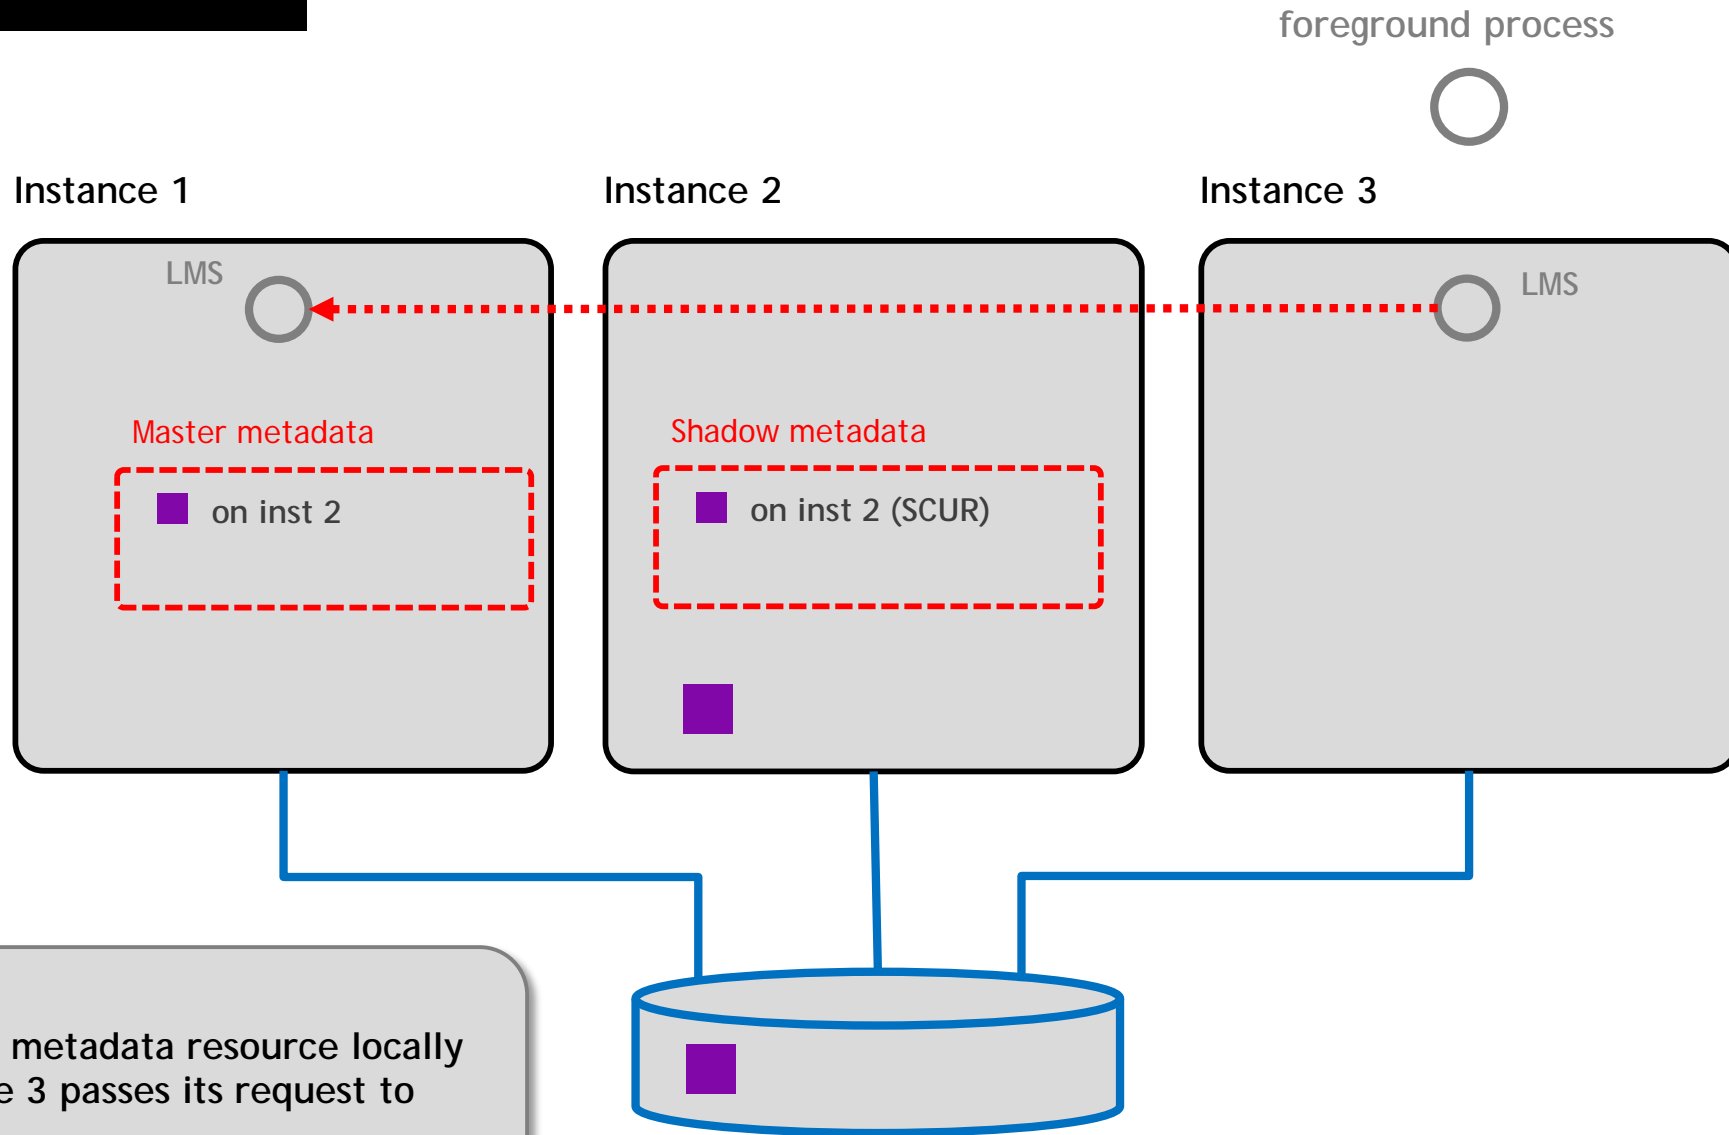 foreground process
Instance 1
Instance 2
Instance 3
LMS
LMS
Master metadata
Shadow metadata
on inst 2
on inst 2 (SCUR)
metadata resource locally
3 passes its request to